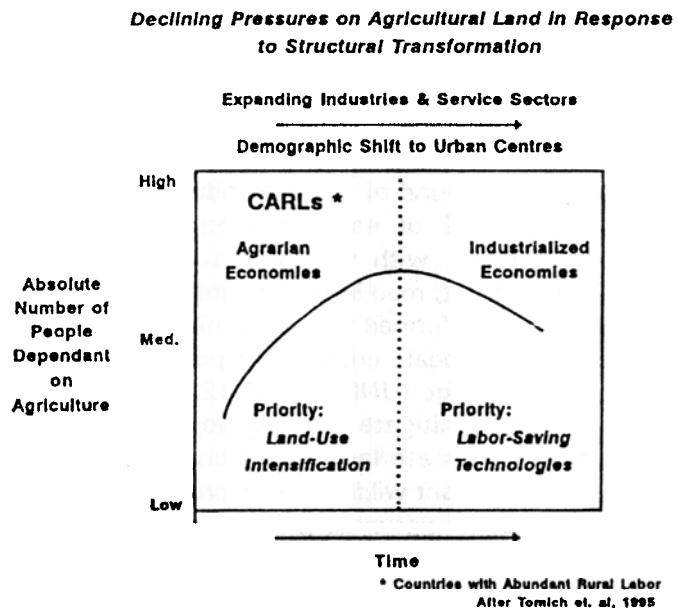 Declining Pressures on Agricultural Land in Response
to Structural Transformation
Expanding Industries & Service Sectors
Demographic Shift to Urban Centres
High
CARLs *
Agrarian
Economies
Industrialized
Economies
Absolute
Number of
People
Dependant
on
Agriculture
Med.
Priority:
Land-Use
Intensification
Priority:
Labor-Saving
Technologies
Low
Time
* Countries with Abundant Rural Labor
After Tomich et. al, 1995